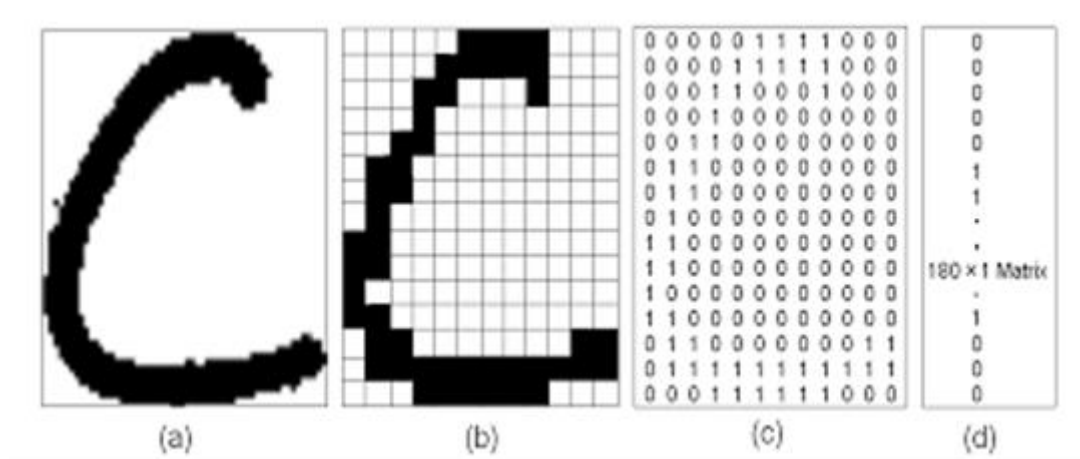 0 0 0 0 0 1 1 1 1 0 0 0
0 0 0 0 1 1 1 1 1 0 0 0
0 0 0 1 1 0 0 0 1 0 0 0
0 0 0 1 0 0 0 0 0 0 0 0
0 0 1 1 0 0 0 0 0 0 0 0
0 1 1 0 0 0 0 0 0 0 0 0
0 1 1 0 0 0 0 0 0 0 0 0
0 1 0 0 0 0 0 0 0 0 0 0
1 1 0 0 0 0 0 0 0 0 0 0
1 1 0 0 0 0 0 0 0 0 0 0
1 0 0 0 0 0 0 0 0 0 0 0
1 1 0 0 0 0 0 0 0 0 0 0
0 1 1 0 0 0 0 0 0 0 1 1
0 1 1 1 1 1 1 1 1 1 1 1
0 0 0 1 1 1 1 1 1 0 0 0
0
0
0
0
0
1
1
.
.
180 × 1 Matrix
.
1
0
0
0
C
(a) (b) (c) (d)